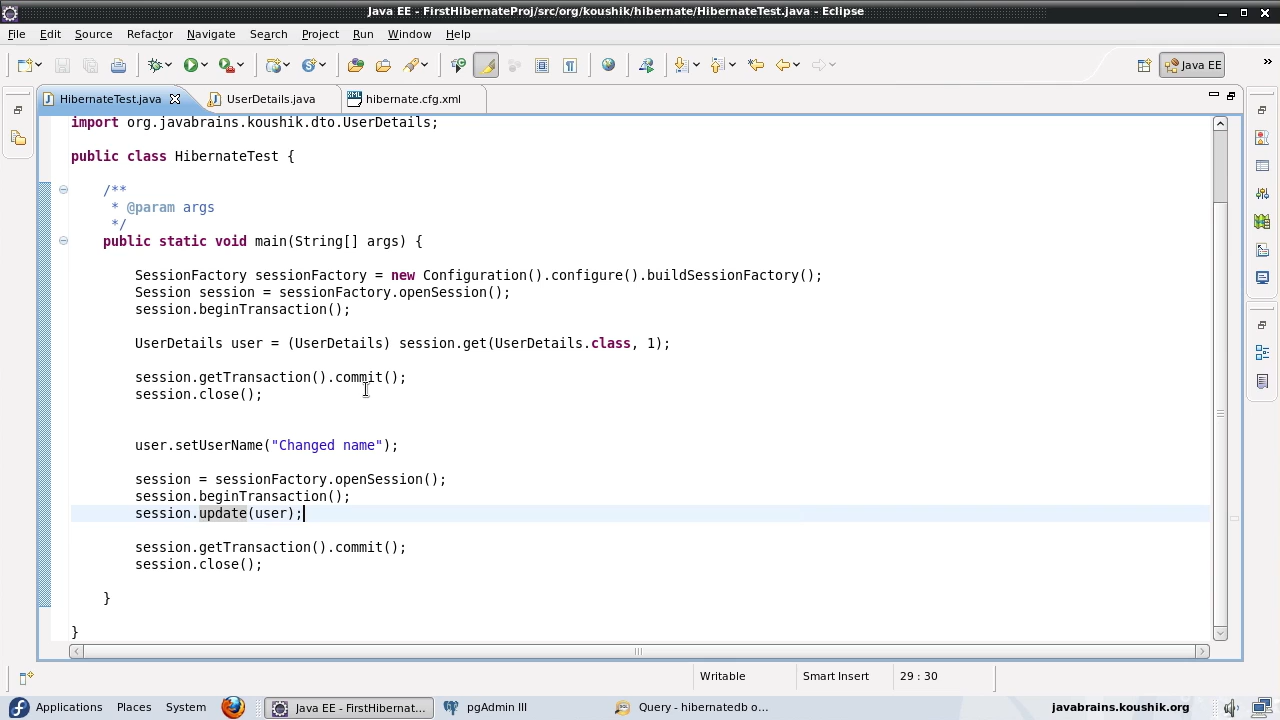 Java EE - FirstHibernateProj/src/org/koushik/hibernate/HibernateTest.java - Eclipse
File Edit Source Refactor Navigate Search Project Run Window Help
Java EE »
HibernateTest.java UserDetails.java hibernate.cfg.xml
import org.javabrains.koushik.dto.UserDetails;
public class HibernateTest {
/**
* @param args
*/
public static void main(String[] args) {
SessionFactory sessionFactory = new Configuration().configure().buildSessionFactory();
Session session = sessionFactory.openSession();
session.beginTransaction();
UserDetails user = (UserDetails) session.get(UserDetails.class, 1);
session.getTransaction().commit();
session.close();
user.setUserName("Changed name");
session = sessionFactory.openSession();
session.beginTransaction();
session.update(user);
session.getTransaction().commit();
session.close();
}
}
Writable Smart Insert 29 : 30
Applications Places System Java EE - FirstHibernat... pgAdmin III Query - hibernatedb o... javabrains.koushik.org